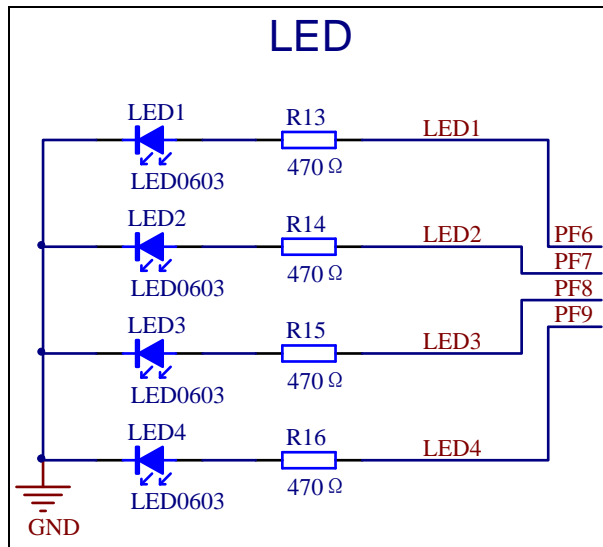 LED
LED1
R13
LED1
LED0603
470 Ω
LED2
R14
LED2
PF6
LED0603
470 Ω
PF7
PF8
LED3
R15
LED3
PF9
LED0603
470 Ω
LED4
R16
LED4
LED0603
470 Ω
GND